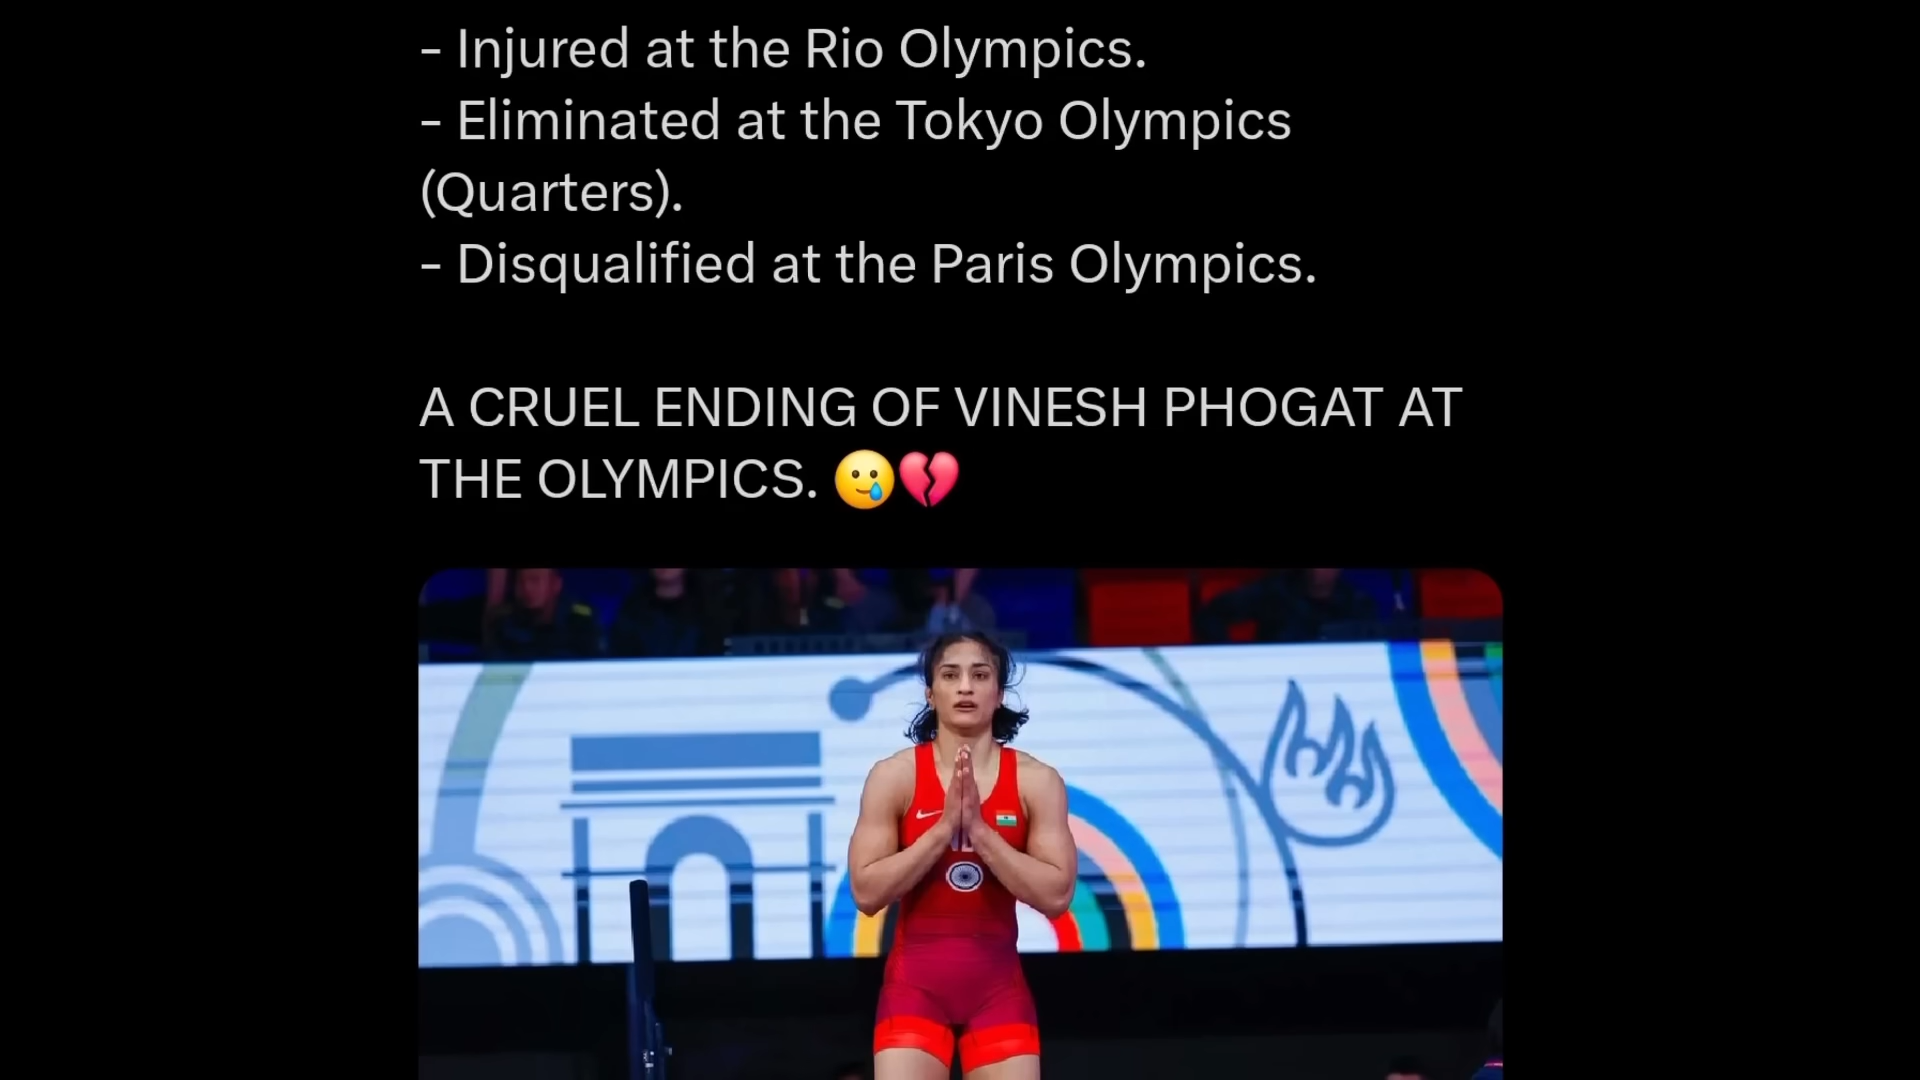 - Injured at the Rio Olympics.
- Eliminated at the Tokyo Olympics
(Quarters).
- Disqualified at the Paris Olympics.
A CRUEL ENDING OF VINESH PHOGAT AT
THE OLYMPICS. 🥲💔